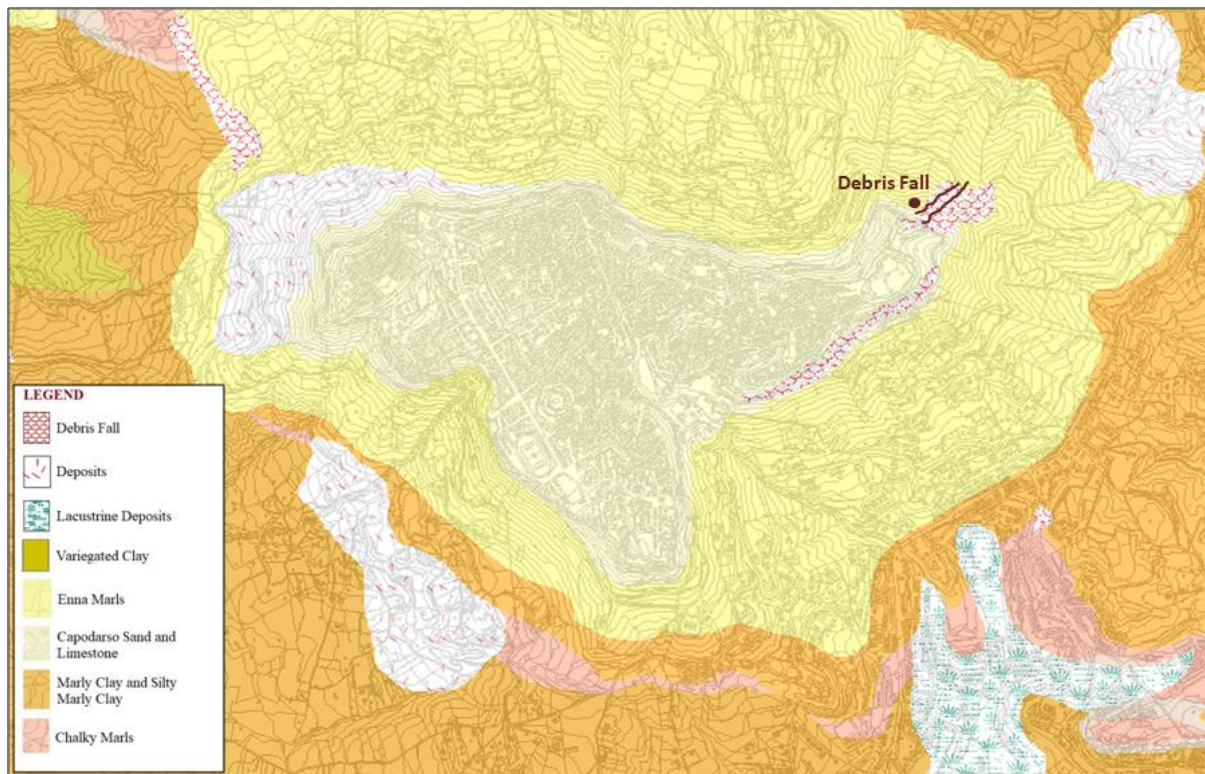 Debris Fall
LEGEND
Debris Fall
Deposits
Lacustrine Deposits
Variegated Clay
Enna Marls
Capodarso Sand and
Limestone
Marly Clay and Silty
Marly Clay
Chalky Marls